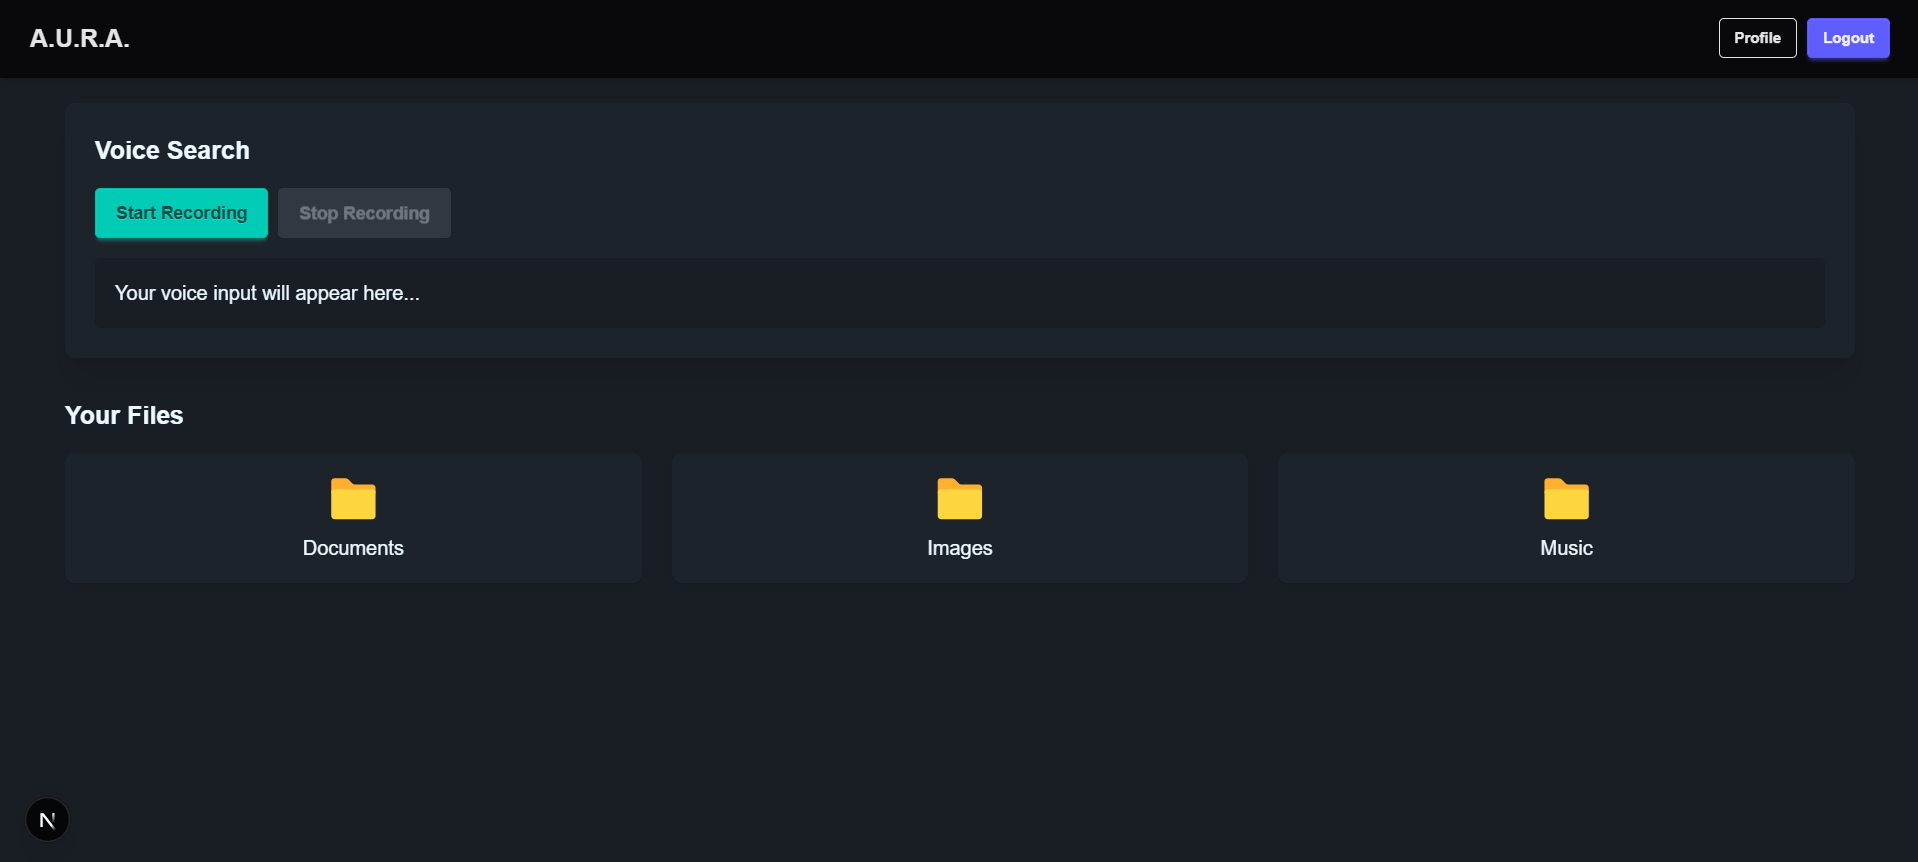 A.U.R.A.
Profile
Logout
Voice Search
Start Recording
Stop Recording
Your voice input will appear here...
Your Files
Documents
Images
Music
N